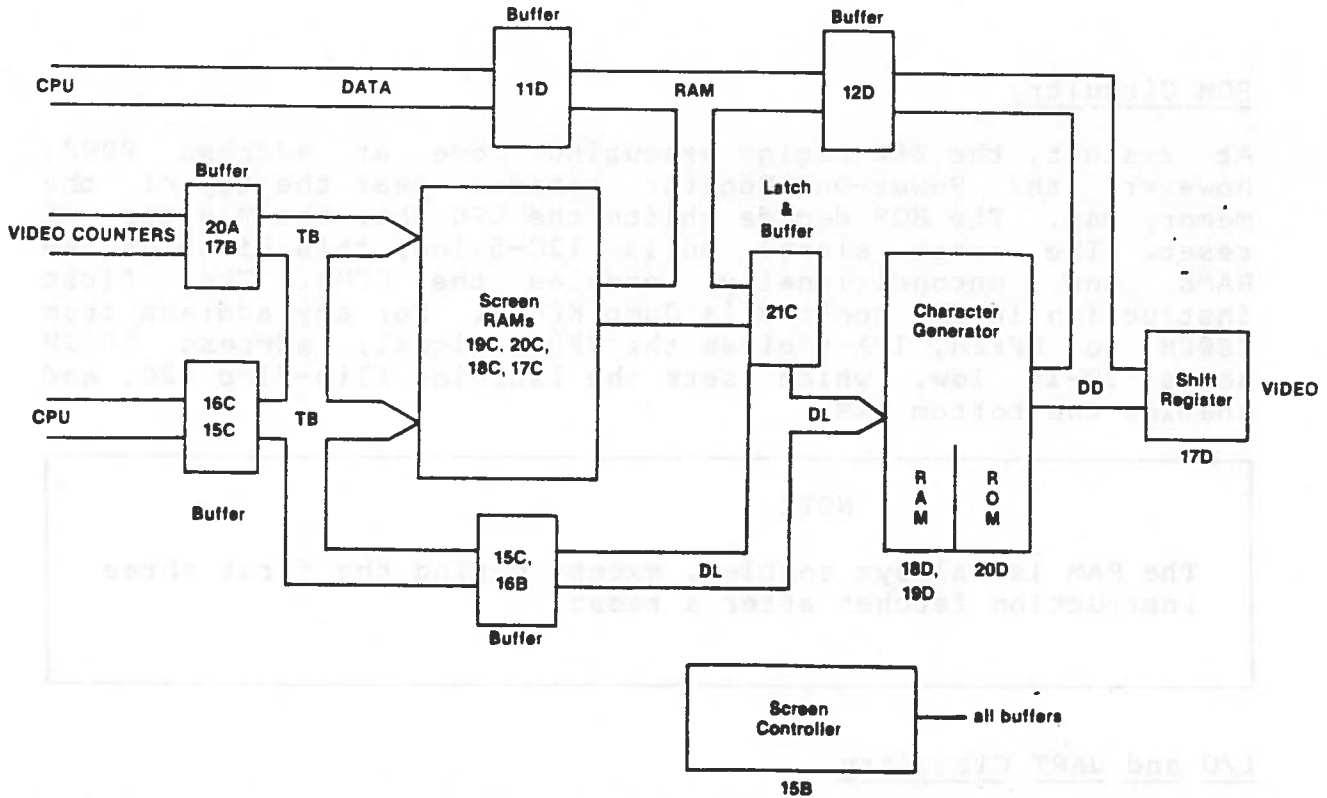 Buffer
Buffer
CPU
DATA
11D
RAM
12D
Buffer
Latch
&
Buffer
VIDEO COUNTERS
20A
17B
TB
Screen
RAMs
19C, 20C,
18C, 17C
21C
Character
Generator
CPU
16C
15C
TB
DL
DD
Shift
Register
VIDEO
17D
Buffer
RAM
ROM
15C,
16B
DL
18D,
19D
20D
Buffer
Screen
Controller
all buffers
15B